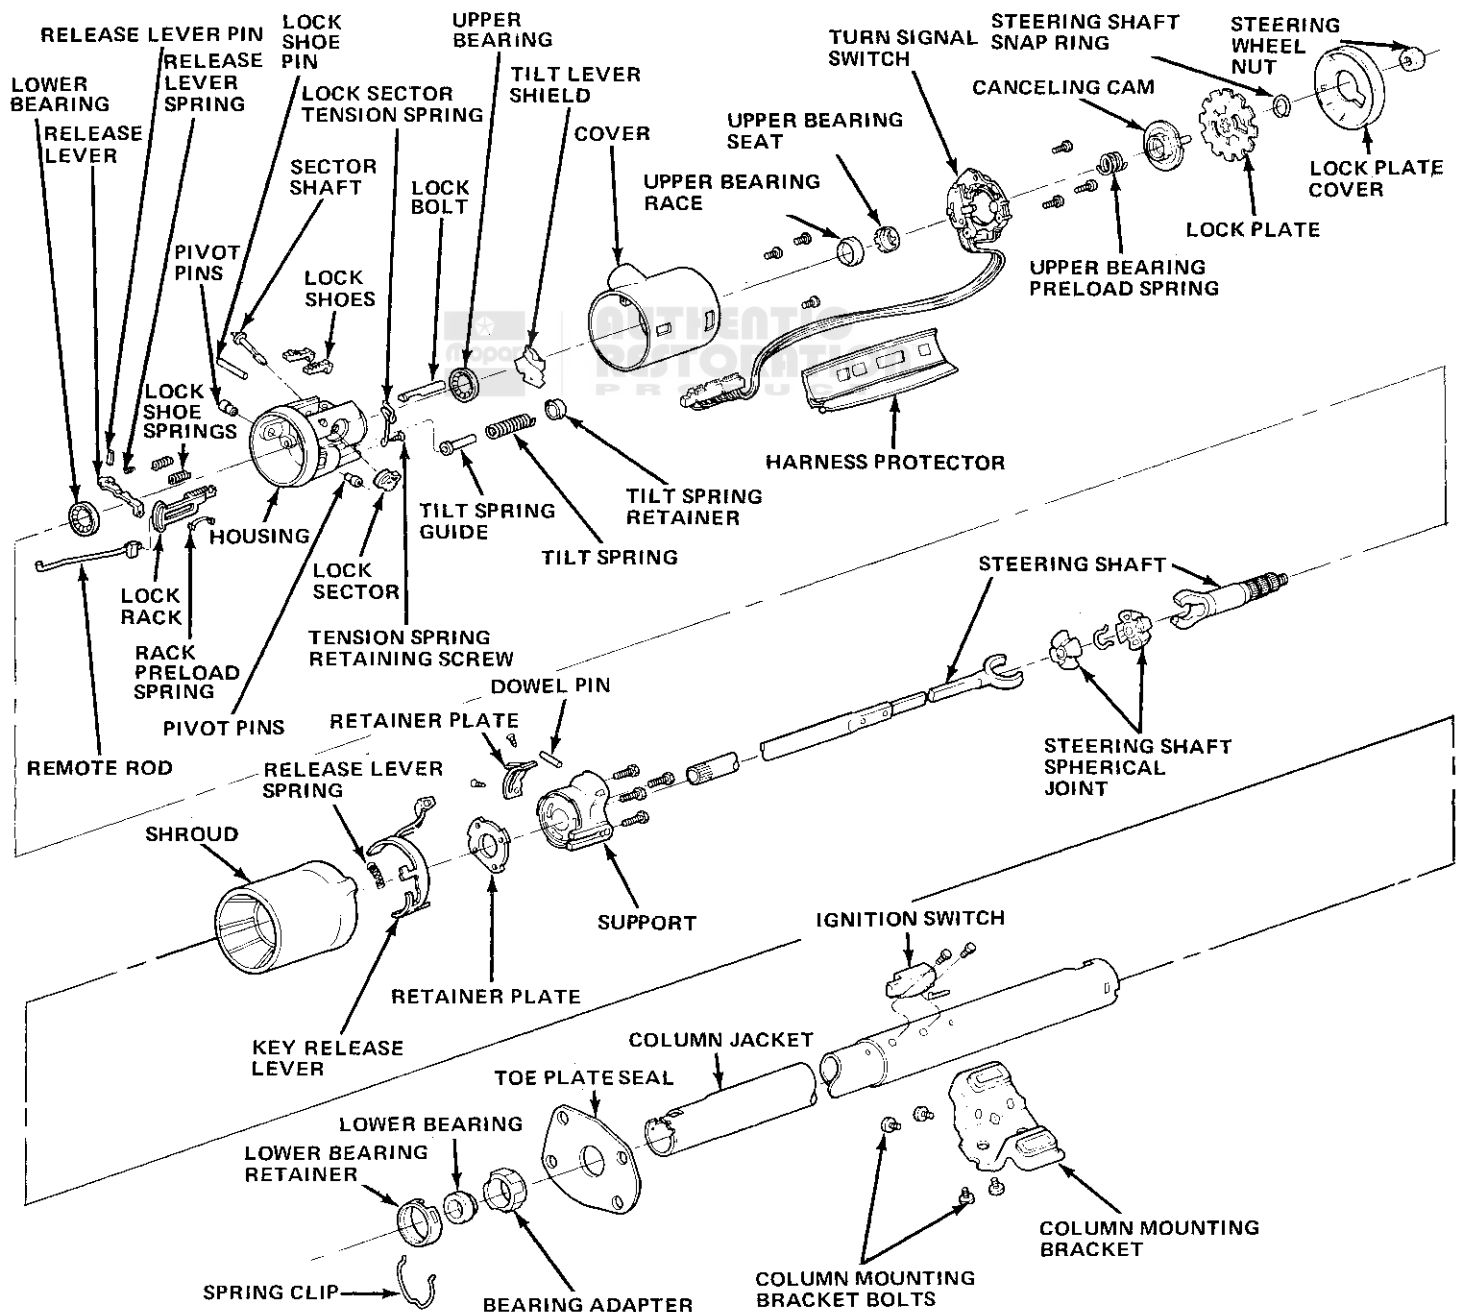 RELEASE LEVER PIN
LOCK
SHOE
PIN
UPPER
BEARING
STEERING SHAFT
SNAP RING
STEERING
WHEEL
NUT
RELEASE
LEVER
SPRING
TILT LEVER
SHIELD
TURN SIGNAL
SWITCH
LOWER
BEARING
LOCK SECTOR
TENSION SPRING
CANCELING CAM
RELEASE
LEVER
COVER
UPPER BEARING
SEAT
SECTOR
SHAFT
LOCK
BOLT
UPPER BEARING
RACE
LOCK PLATE
COVER
LOCK PLATE
PIVOT
PINS
LOCK
SHOES
UPPER BEARING
PRELOAD SPRING
Mopar
AUTHENTIC
RESTORATION
PRODUCT
LOCK
SHOE
SPRINGS
HARNESS PROTECTOR
TILT SPRING
RETAINER
TILT SPRING
GUIDE
HOUSING
TILT SPRING
LOCK
SECTOR
STEERING SHAFT
LOCK
RACK
TENSION SPRING
RETAINING SCREW
RACK
PRELOAD
SPRING
DOWEL PIN
PIVOT PINS
RETAINER PLATE
REMOTE ROD
RELEASE LEVER
SPRING
STEERING SHAFT
SPHERICAL
JOINT
SHROUD
SUPPORT
IGNITION SWITCH
RETAINER PLATE
KEY RELEASE
LEVER
COLUMN JACKET
TOE PLATE SEAL
LOWER BEARING
LOWER BEARING
RETAINER
COLUMN MOUNTING
BRACKET
SPRING CLIP
BEARING ADAPTER
COLUMN MOUNTING
BRACKET BOLTS